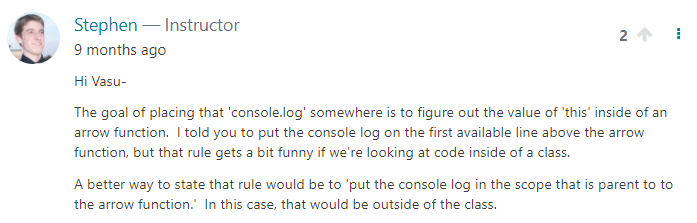 Stephen — Instructor
2
9 months ago
Hi Vasu-
The goal of placing that 'console.log' somewhere is to figure out the value of 'this' inside of an
arrow function.  I told you to put the console log on the first available line above the arrow
function, but that rule gets a bit funny if we're looking at code inside of a class.
A better way to state that rule would be to 'put the console log in the scope that is parent to to
the arrow function.'  In this case, that would be outside of the class.